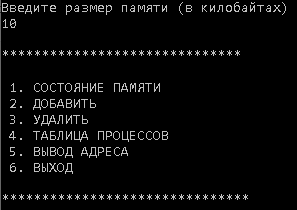 Введите размер памяти (в килобайтах)
10
******************************
1. СОСТОЯНИЕ ПАМЯТИ
2. ДОБАВИТЬ
3. УДАЛИТЬ
4. ТАБЛИЦА ПРОЦЕССОВ
5. ВЫВОД АДРЕСА
6. ВЫХОД
*******************************